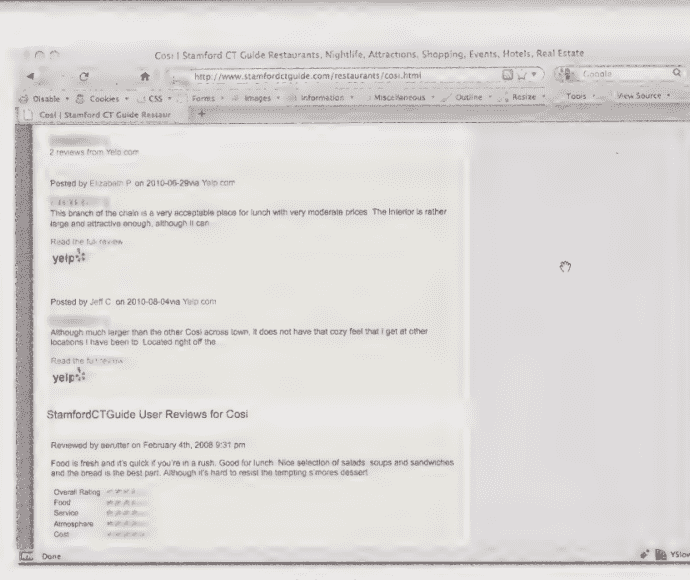 Cosi | Stamford CT Guide Restaurants, Nightlife, Attractions, Shopping, Events, Hotels, Real Estate
http://www.stamfordctguide.com/restaurants/cosi.html Google
Disable Cookies CSS Forms Images Information Miscellaneous Outline Resize Tools View Source
Cosi | Stamford CT Guide Restaur +
2 reviews from Yelp.com
Posted by Elizabeth P. on 2010-06-29via Yelp.com
This branch of the chain is a very acceptable place for lunch with very moderate prices. The Interior is rather
large and attractive enough, although it can
Read the full review
yelp
Posted by Jeff C. on 2010-08-04via Yelp.com
Although much larger than the other Cosi across town, it does not have that cozy feel that I get at other
locations I have been to. Located right off the
Read the full review
yelp
StamfordCTGuide User Reviews for Cosi
Reviewed by on February 4th, 2008 9:31 pm
Food is fresh and it's quick if you're in a rush. Good for lunch. Nice selection of salads, soups and sandwiches
and the bread is the best part. Although it's hard to resist the tempting s'mores dessert.
Overall Rating
Food
Service
Atmosphere
Cost
Done YSlow